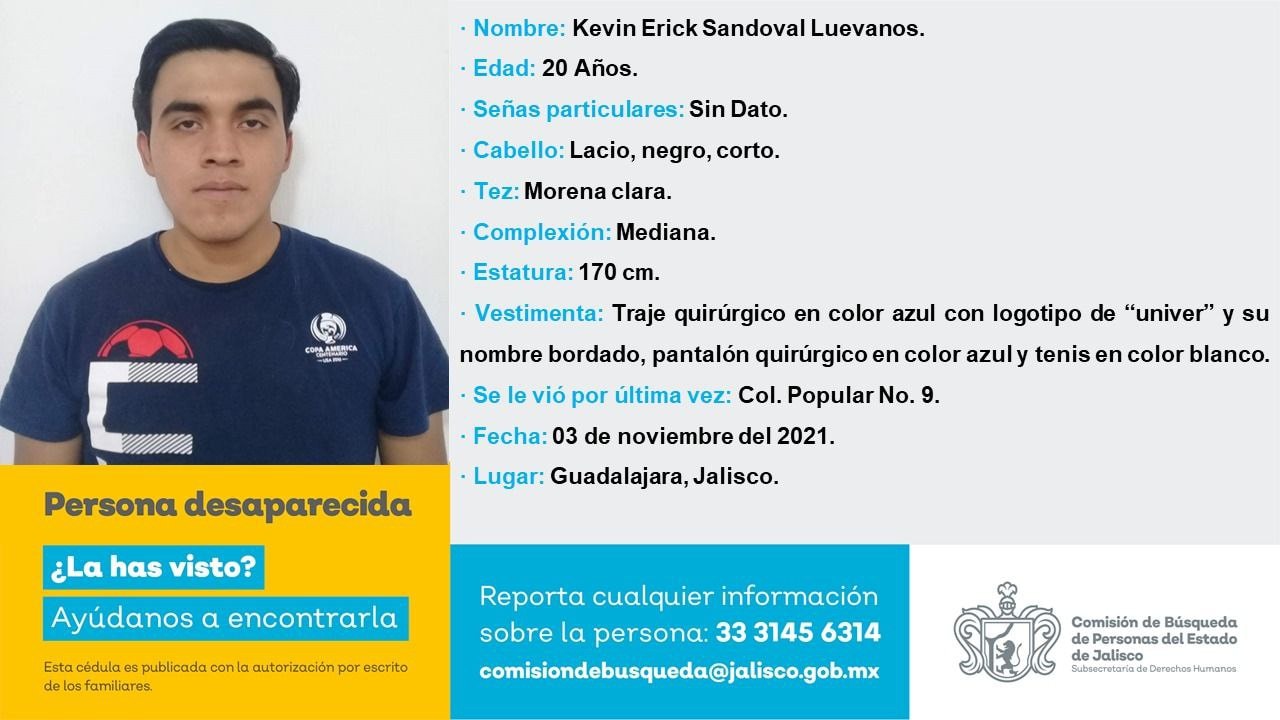 · Nombre: Kevin Erick Sandoval Luevanos.
· Edad: 20 Años.
· Señas particulares: Sin Dato.
· Cabello: Lacio, negro, corto.
· Tez: Morena clara.
· Complexión: Mediana.
· Estatura: 170 cm.
· Vestimenta: Traje quirúrgico en color azul con logotipo de “univer” y su
nombre bordado, pantalón quirúrgico en color azul y tenis en color blanco.
· Se le vió por última vez: Col. Popular No. 9.
· Fecha: 03 de noviembre del 2021.
· Lugar: Guadalajara, Jalisco.
COPA AMERICA
CENTENARIO
USA 2016
Persona desaparecida
¿La has visto?
Ayúdanos a encontrarla
Esta cédula es publicada con la autorización por escrito
de los familiares.
Reporta cualquier información
sobre la persona: 33 3145 6314
comisiondebusqueda@jalisco.gob.mx
Comisión de Búsqueda
de Personas del Estado
de Jalisco
Subsecretaría de Derechos Humanos